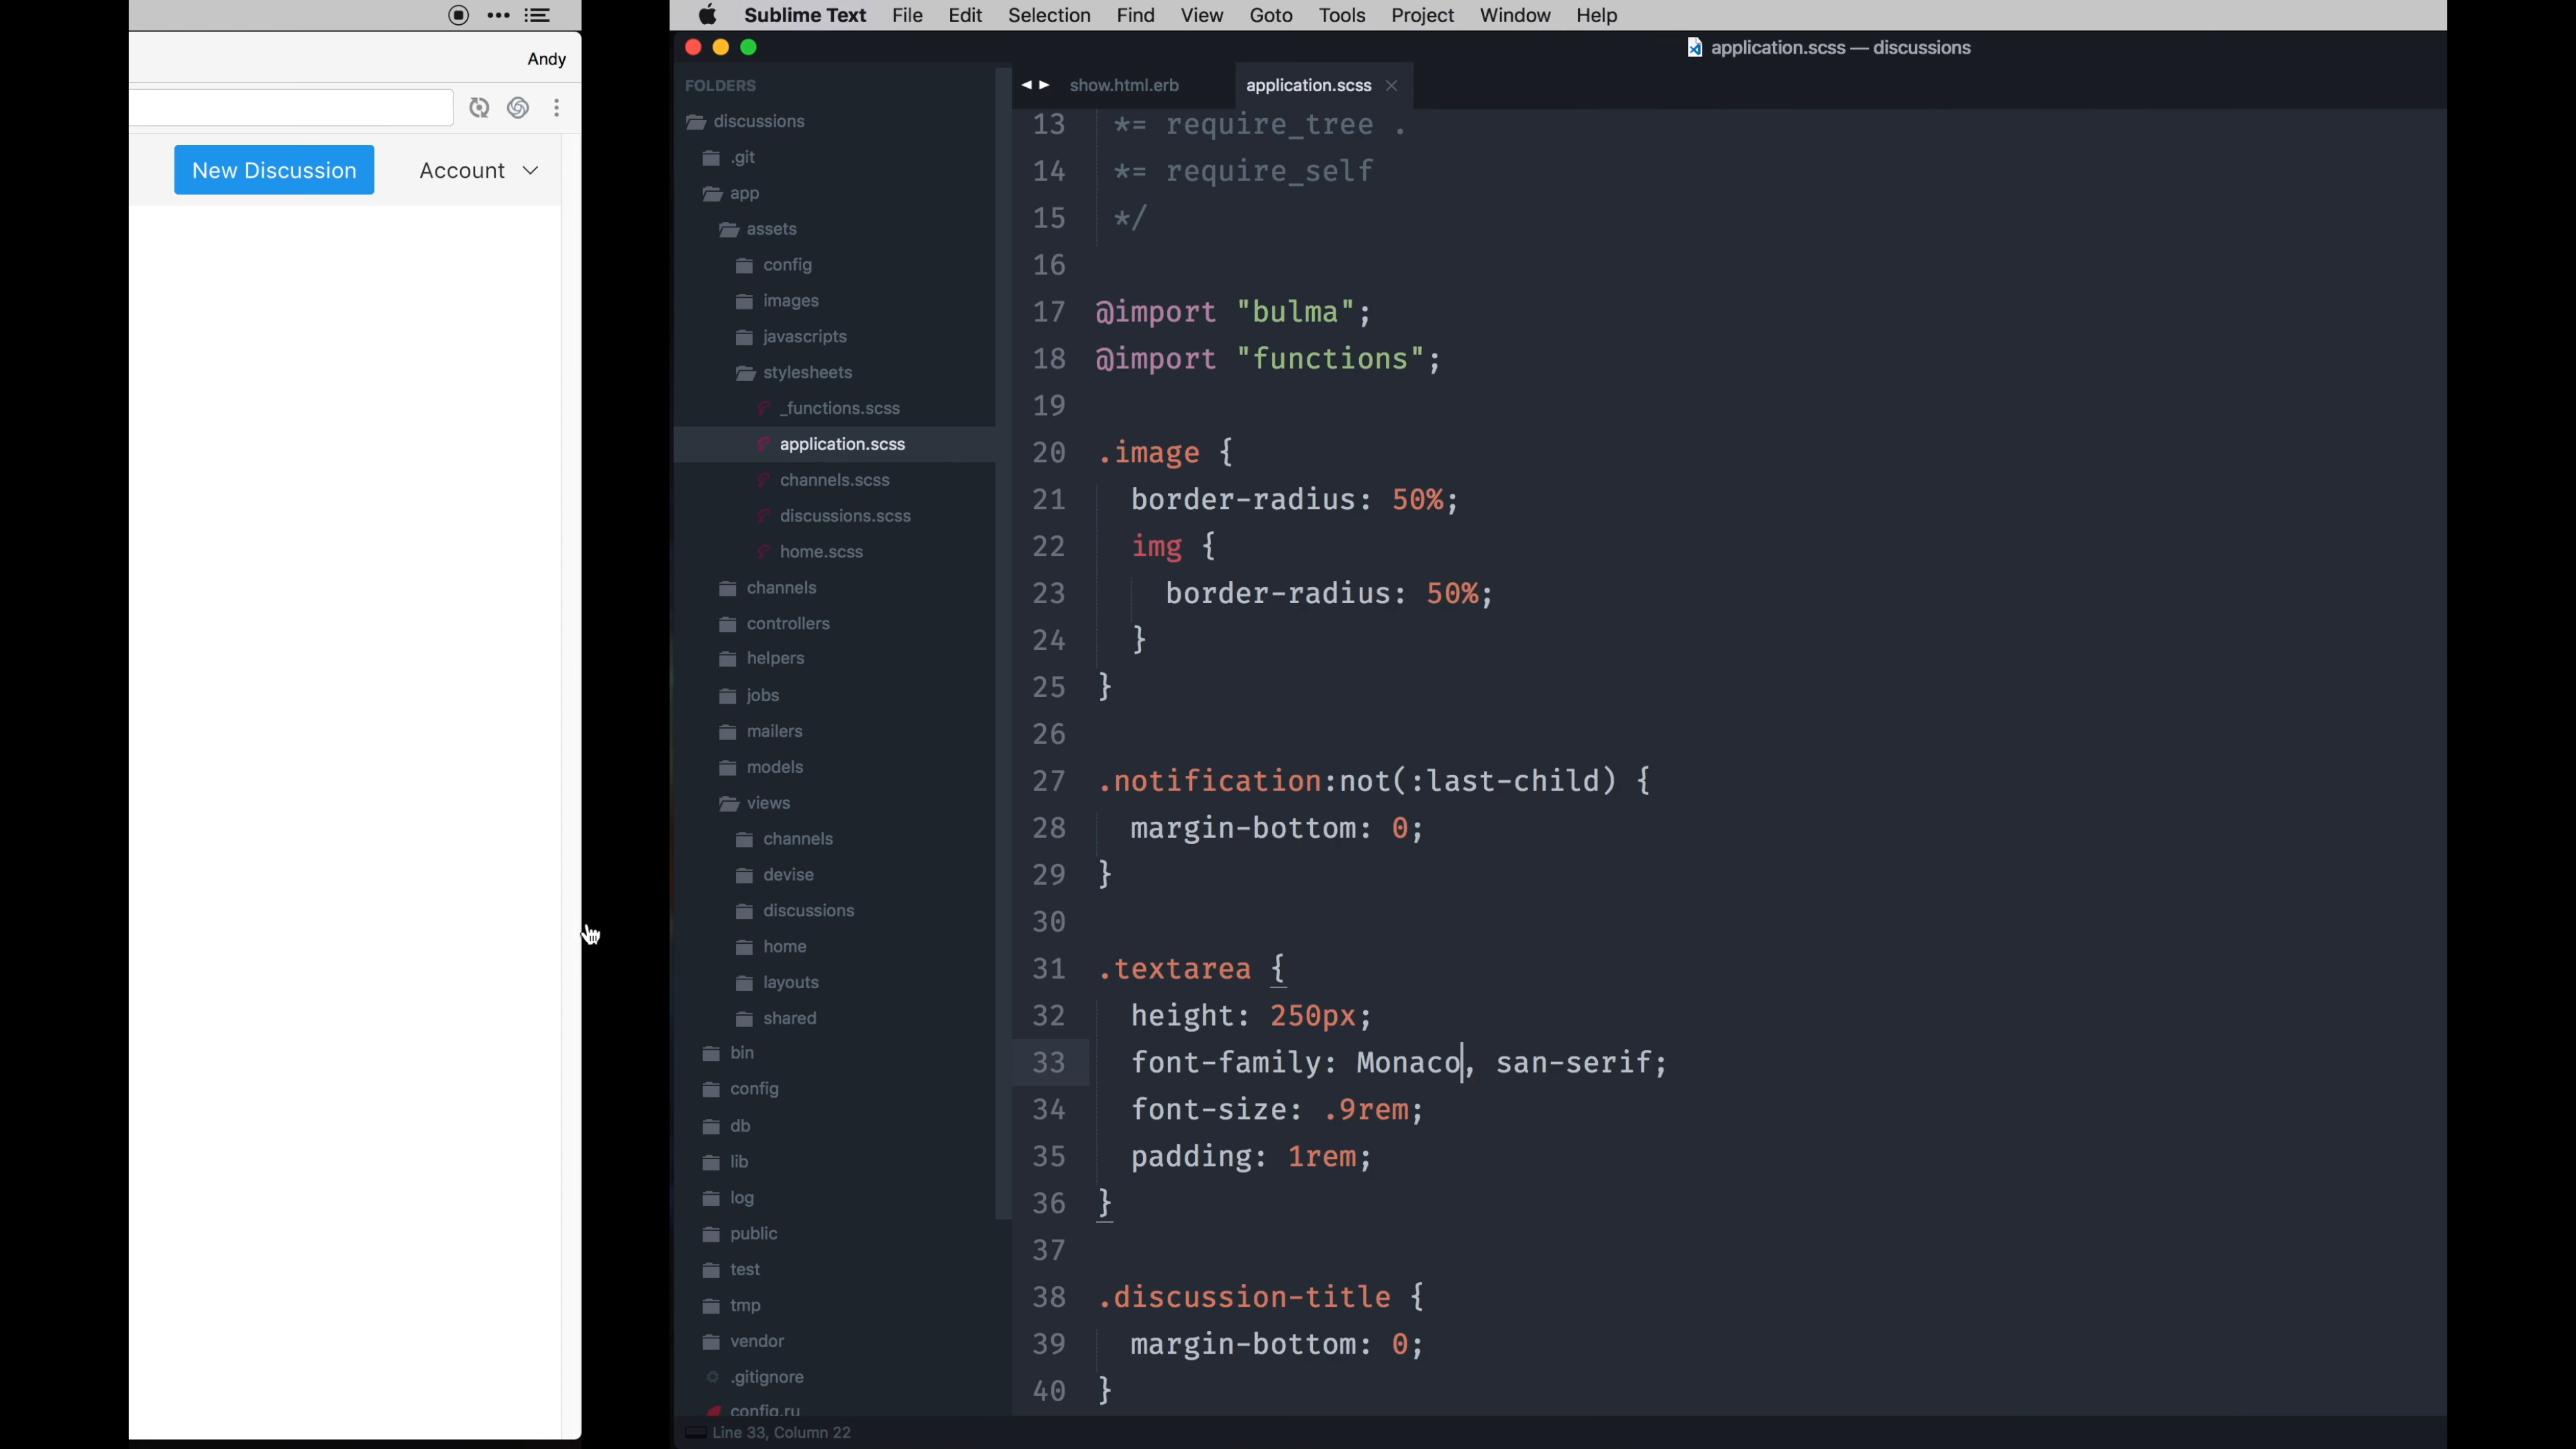 Andy
New Discussion
Account
Sublime Text File Edit Selection Find View Goto Tools Project Window Help
application.scss — discussions
FOLDERS
discussions
.git
app
assets
config
images
javascripts
stylesheets
_functions.scss
application.scss
channels.scss
discussions.scss
home.scss
channels
controllers
helpers
jobs
mailers
models
views
channels
devise
discussions
home
layouts
shared
bin
config
db
lib
log
public
test
tmp
vendor
.gitignore
config.ru
show.html.erb application.scss
13 *= require_tree .
14 *= require_self
15 */
16
17 @import "bulma";
18 @import "functions";
19
20 .image {
21 border-radius: 50%;
22 img {
23 border-radius: 50%;
24 }
25 }
26
27 .notification:not(:last-child) {
28 margin-bottom: 0;
29 }
30
31 .textarea {
32 height: 250px;
33 font-family: Monaco, san-serif;
34 font-size: .9rem;
35 padding: 1rem;
36 }
37
38 .discussion-title {
39 margin-bottom: 0;
40 }
Line 33, Column 22